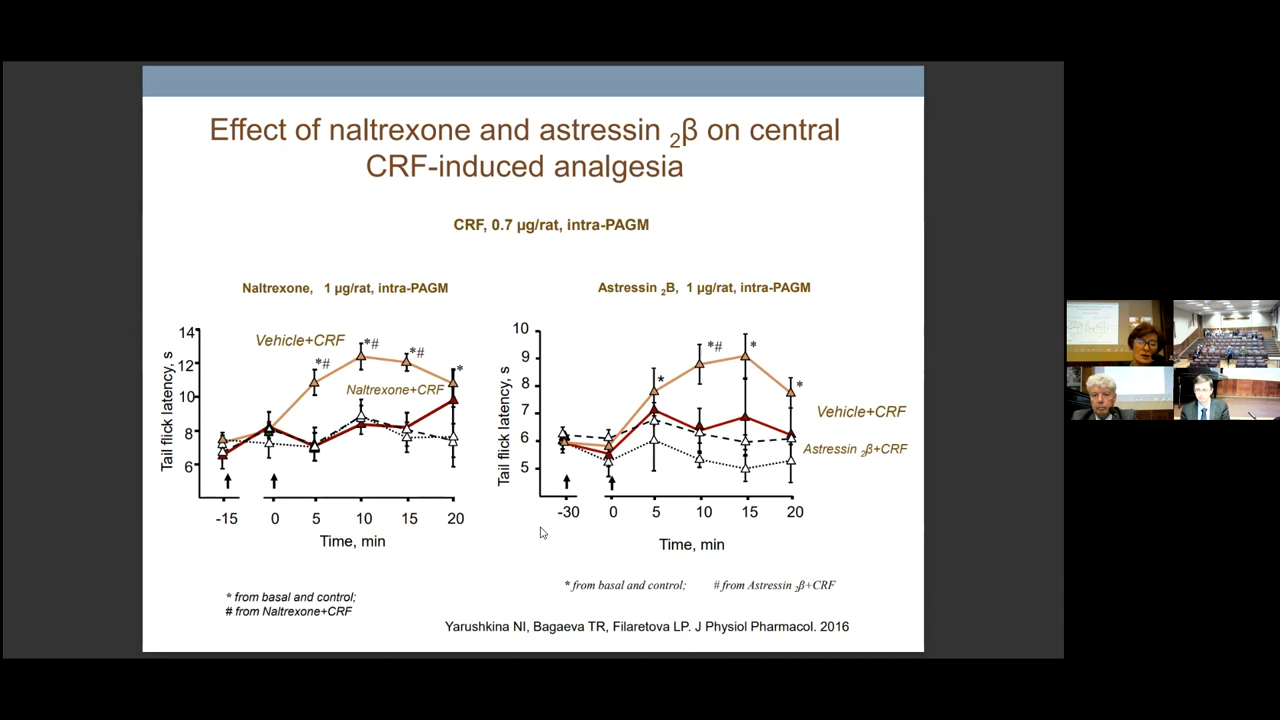 Effect of naltrexone and astressin ₂β on central
CRF-induced analgesia
CRF, 0.7 µg/rat, intra-PAGM
Naltrexone, 1 µg/rat, intra-PAGM
Tail flick latency, s
14
12
10
8
6
Vehicle+CRF
Naltrexone+CRF
*#
*#
*#
*
-15
0
5
10
15
20
Time, min
* from basal and control;
# from Naltrexone+CRF
Astressin ₂B, 1 µg/rat, intra-PAGM
Tail flick latency, s
10
9
8
7
6
5
*
*#
*
*
Vehicle+CRF
Astressin ₂β+CRF
-30
0
5
10
15
20
Time, min
* from basal and control; # from Astressin ₂β+CRF
Yarushkina NI, Bagaeva TR, Filaretova LP. J Physiol Pharmacol. 2016